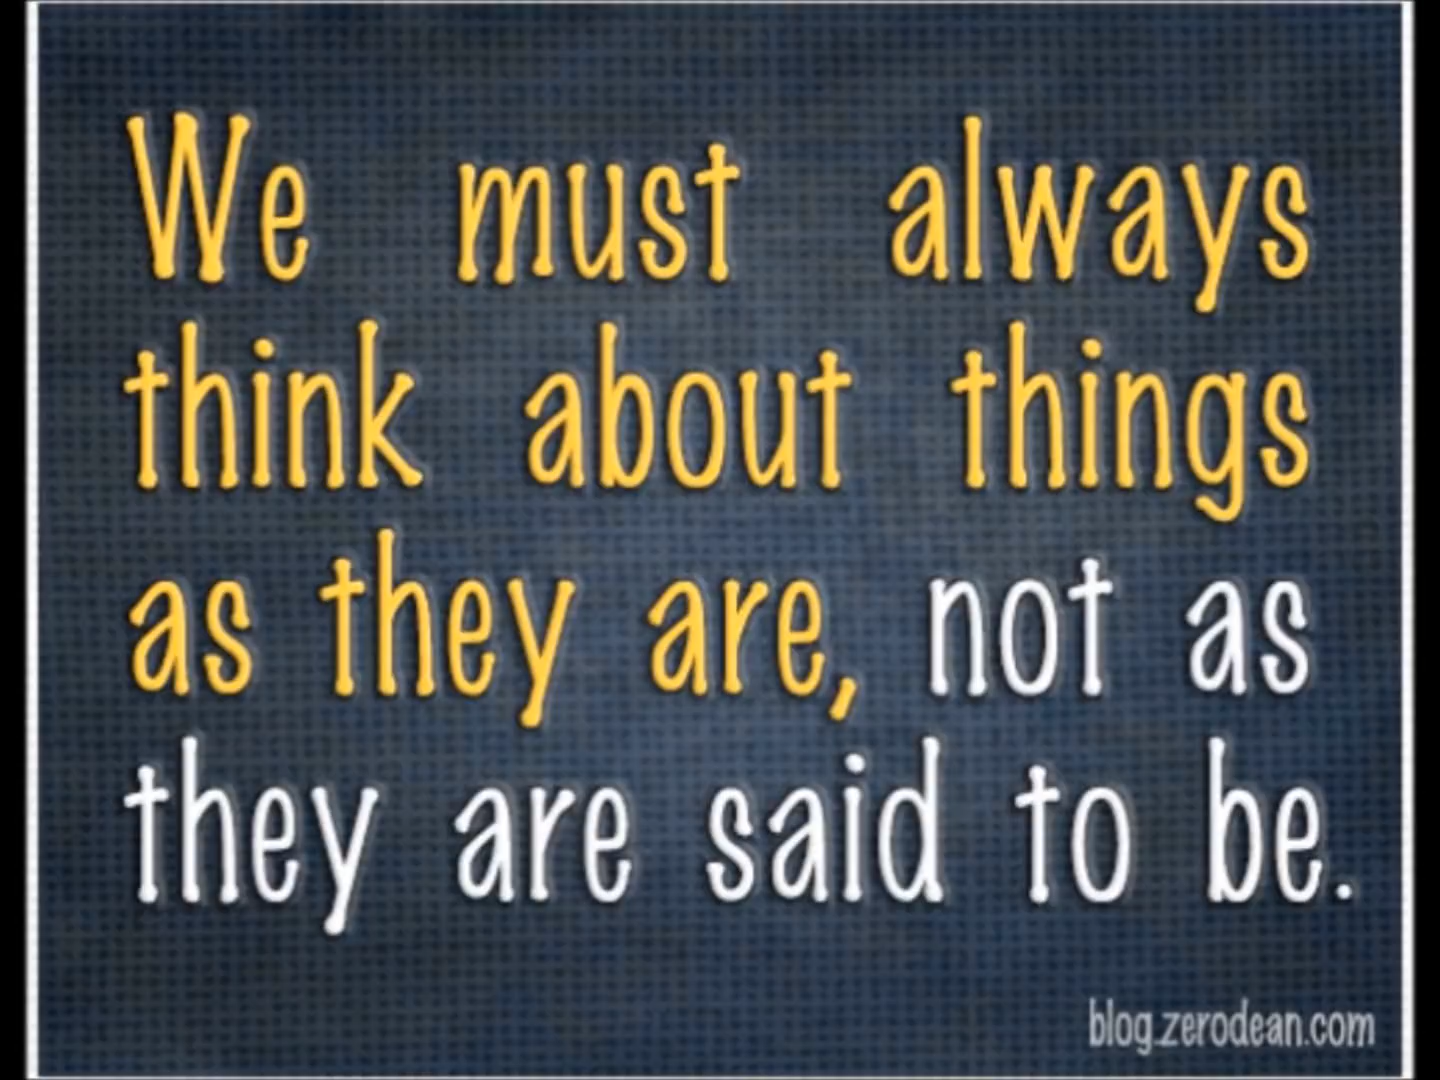 We must always
think about things
as they are, not as
they are said to be.
blog.zerodean.com